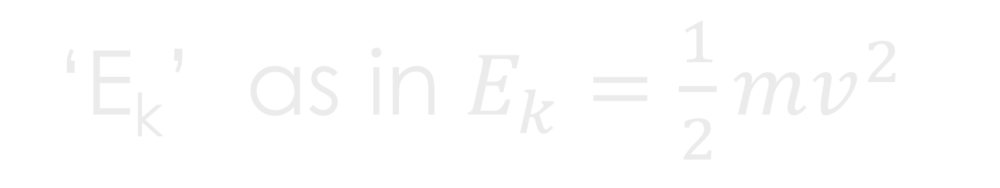 ‘Eₖ’ as in Eₖ = ½mv²